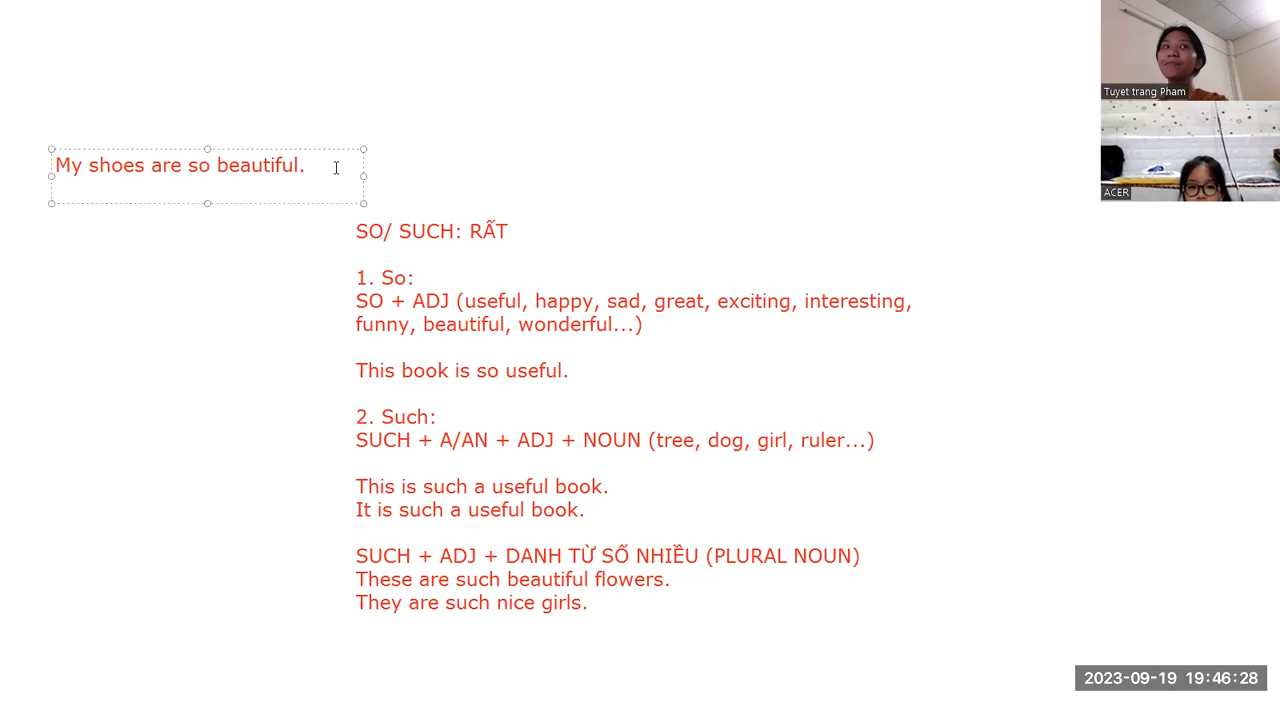 Tuyet trang Pham
My shoes are so beautiful.
ACER
SO/ SUCH: RẤT
1. So:
SO + ADJ (useful, happy, sad, great, exciting, interesting,
funny, beautiful, wonderful...)
This book is so useful.
2. Such:
SUCH + A/AN + ADJ + NOUN (tree, dog, girl, ruler...)
This is such a useful book.
It is such a useful book.
SUCH + ADJ + DANH TỪ SỐ NHIỀU (PLURAL NOUN)
These are such beautiful flowers.
They are such nice girls.
2023-09-19 19:46:28